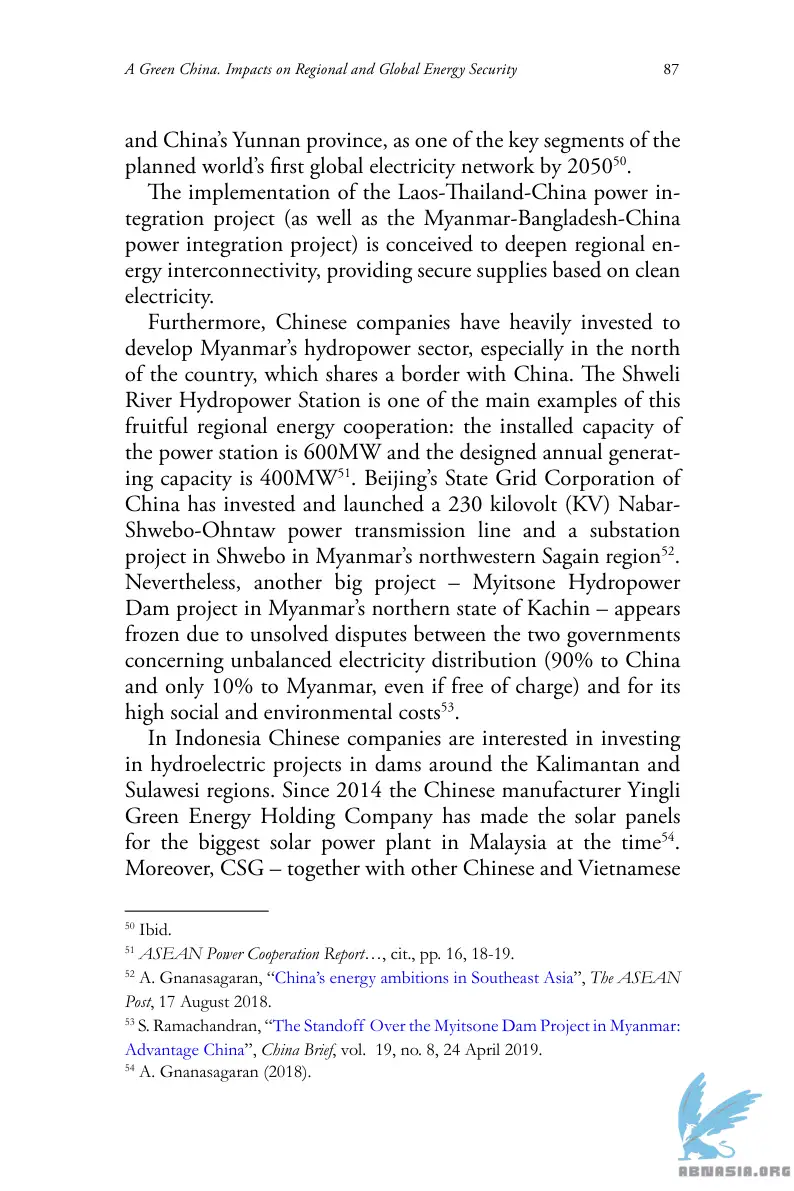 A Green China. Impacts on Regional and Global Energy Security 87
and China’s Yunnan province, as one of the key segments of the
planned world’s first global electricity network by 2050⁵⁰.
The implementation of the Laos-Thailand-China power in-
tegration project (as well as the Myanmar-Bangladesh-China
power integration project) is conceived to deepen regional en-
ergy interconnectivity, providing secure supplies based on clean
electricity.
Furthermore, Chinese companies have heavily invested to
develop Myanmar’s hydropower sector, especially in the north
of the country, which shares a border with China. The Shweli
River Hydropower Station is one of the main examples of this
fruitful regional energy cooperation: the installed capacity of
the power station is 600MW and the designed annual generat-
ing capacity is 400MW⁵¹. Beijing’s State Grid Corporation of
China has invested and launched a 230 kilovolt (KV) Nabar-
Shwebo-Ohntaw power transmission line and a substation
project in Shwebo in Myanmar’s northwestern Sagain region⁵².
Nevertheless, another big project – Myitsone Hydropower
Dam project in Myanmar’s northern state of Kachin – appears
frozen due to unsolved disputes between the two governments
concerning unbalanced electricity distribution (90% to China
and only 10% to Myanmar, even if free of charge) and for its
high social and environmental costs⁵³.
In Indonesia Chinese companies are interested in investing
in hydroelectric projects in dams around the Kalimantan and
Sulawesi regions. Since 2014 the Chinese manufacturer Yingli
Green Energy Holding Company has made the solar panels
for the biggest solar power plant in Malaysia at the time⁵⁴.
Moreover, CSG – together with other Chinese and Vietnamese
⁵⁰ Ibid.
⁵¹ ASEAN Power Cooperation Report…, cit., pp. 16, 18-19.
⁵² A. Gnanasagaran, “China’s energy ambitions in Southeast Asia”, The ASEAN
Post, 17 August 2018.
⁵³ S. Ramachandran, “The Standoff Over the Myitsone Dam Project in Myanmar:
Advantage China”, China Brief, vol. 19, no. 8, 24 April 2019.
⁵⁴ A. Gnanasagaran (2018).
ABNASIA.ORG